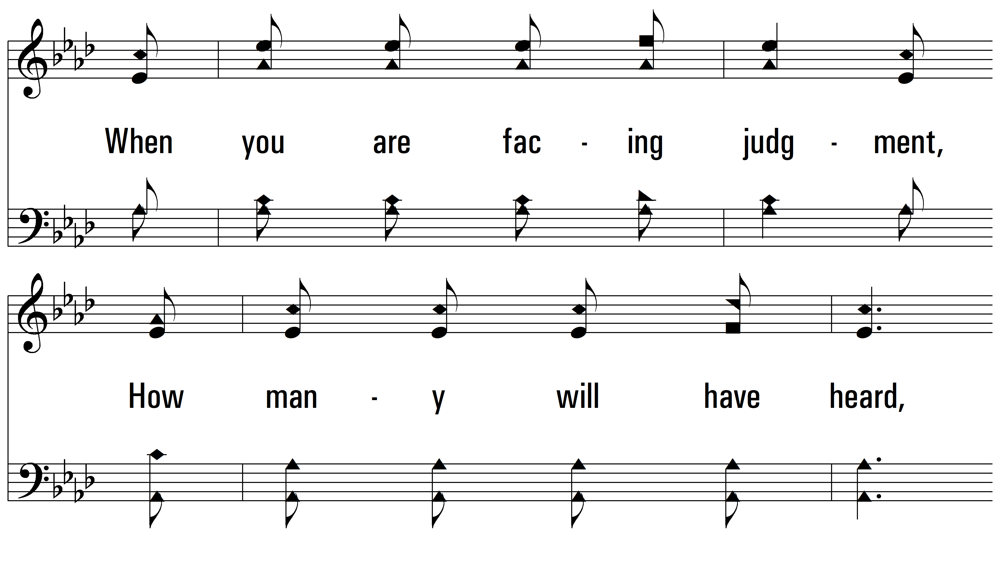 When you are fac - ing judg - ment,
How man - y will have heard,